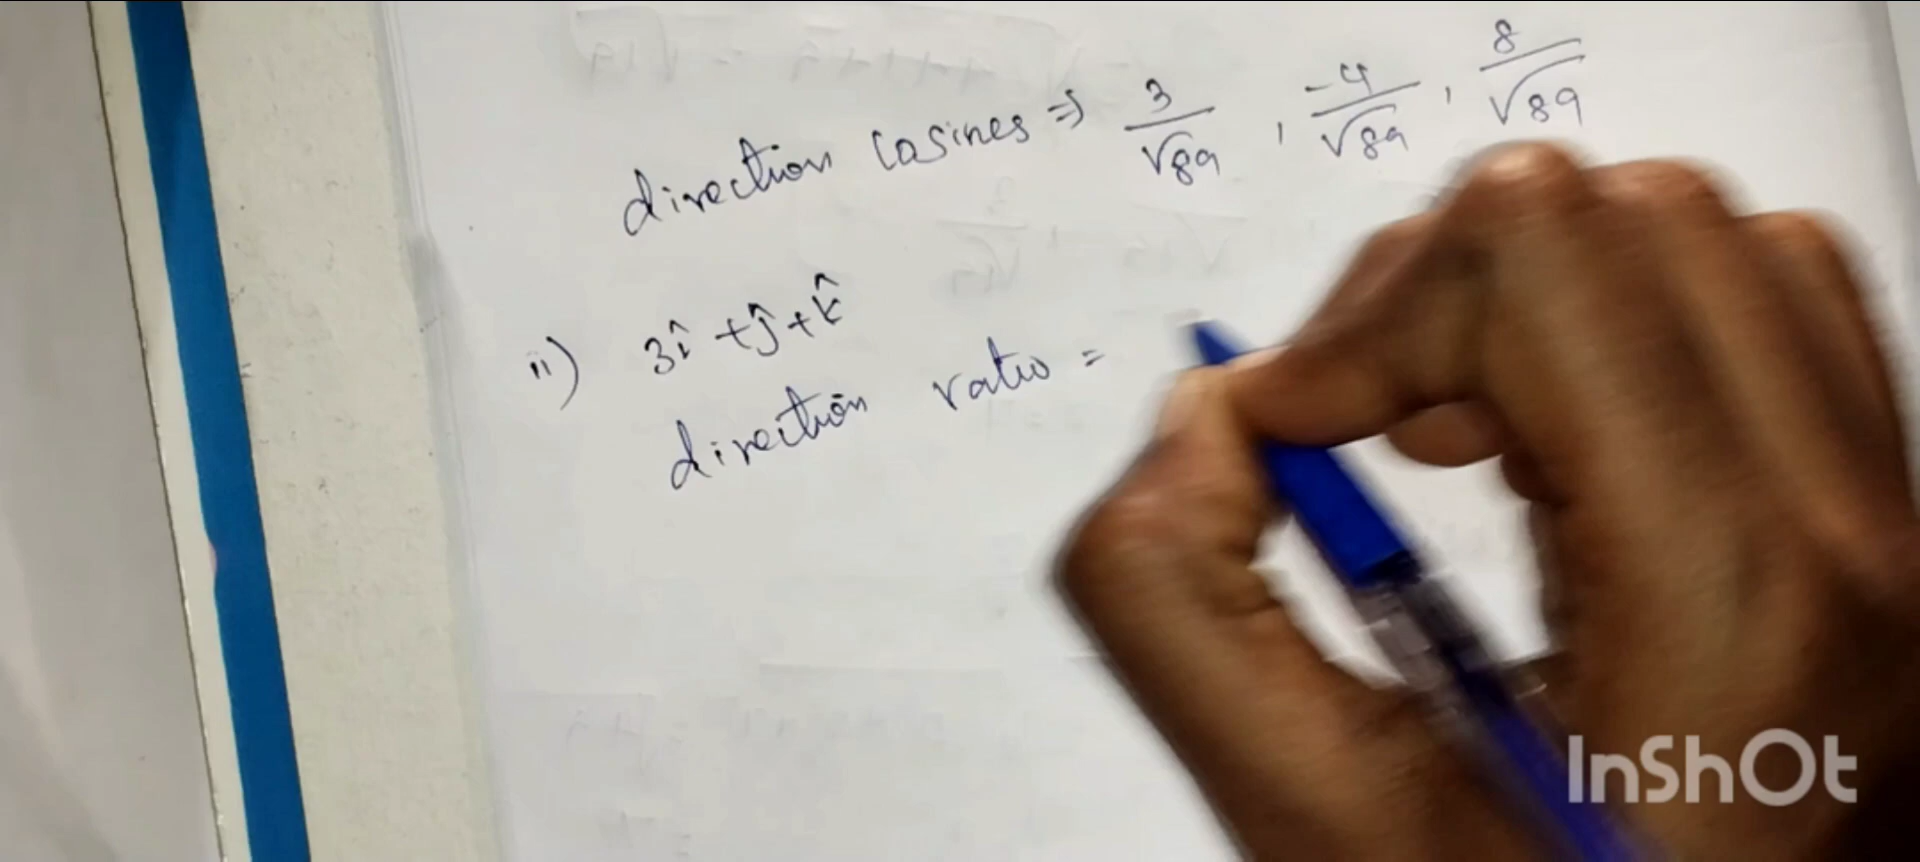 direction cosines ⇒ 3/√89 , -4/√89 , 8/√89
ii) 3î + ĵ + k̂
direction ratio =
InShOt